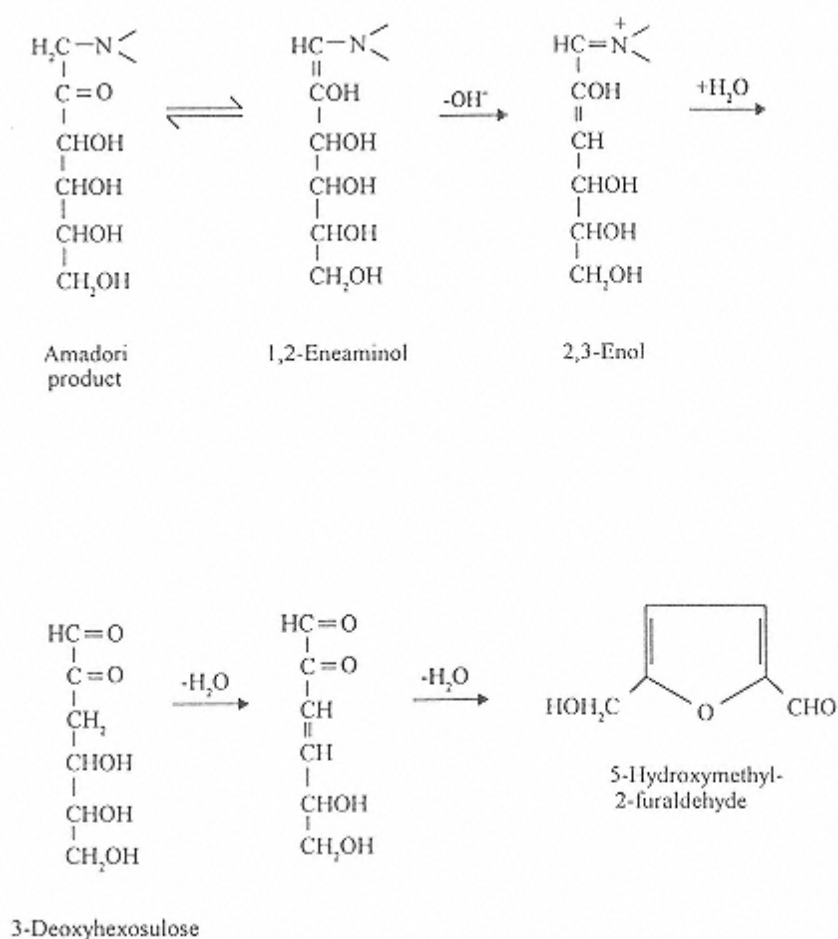 H₂C–N
C=O
CHOH
CHOH
CHOH
CH₂OH
Amadori
product
HC–N
COH
CHOH
CHOH
CHOH
CH₂OH
1,2-Eneaminol
-OH⁻
HC=N⁺
COH
CH
CHOH
CHOH
CH₂OH
2,3-Enol
+H₂O
HC=O
C=O
CH₂
CHOH
CHOH
CH₂OH
3-Deoxyhexosulose
-H₂O
HC=O
C=O
CH
CH
CHOH
CH₂OH
-H₂O
HOH₂C
O
CHO
5-Hydroxymethyl-
2-furaldehyde